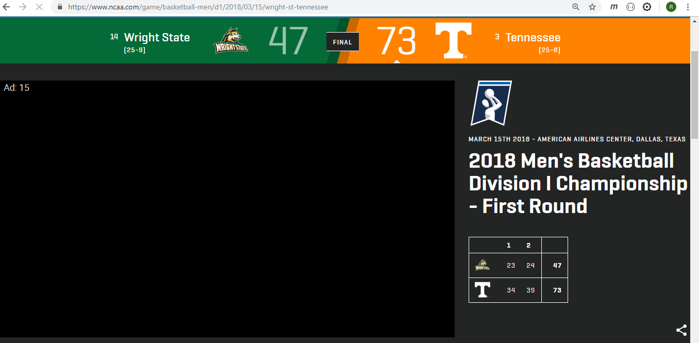 https://www.ncaa.com/game/basketball-men/d1/2018/03/15/wright-st-tennessee
14 Wright State
[25-9]
WRIGHT STATE
47
FINAL
73
T
3 Tennessee
[25-8]
Ad: 15
MARCH 15TH 2018 - AMERICAN AIRLINES CENTER, DALLAS, TEXAS
2018 Men's Basketball
Division I Championship
- First Round
1 2
23 24 47
T 34 39 73
m
R